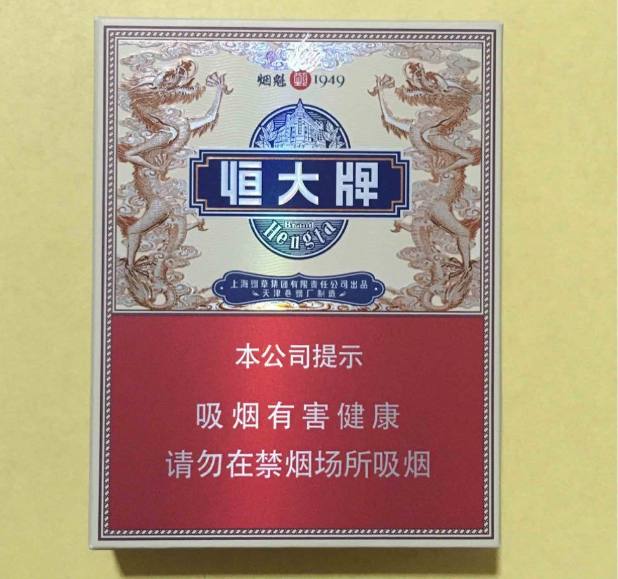 烟魁 1949
恒大牌
Brand
Hengta
上海烟草集团有限责任公司出品
天津卷烟厂制造
本公司提示
吸烟有害健康
请勿在禁烟场所吸烟